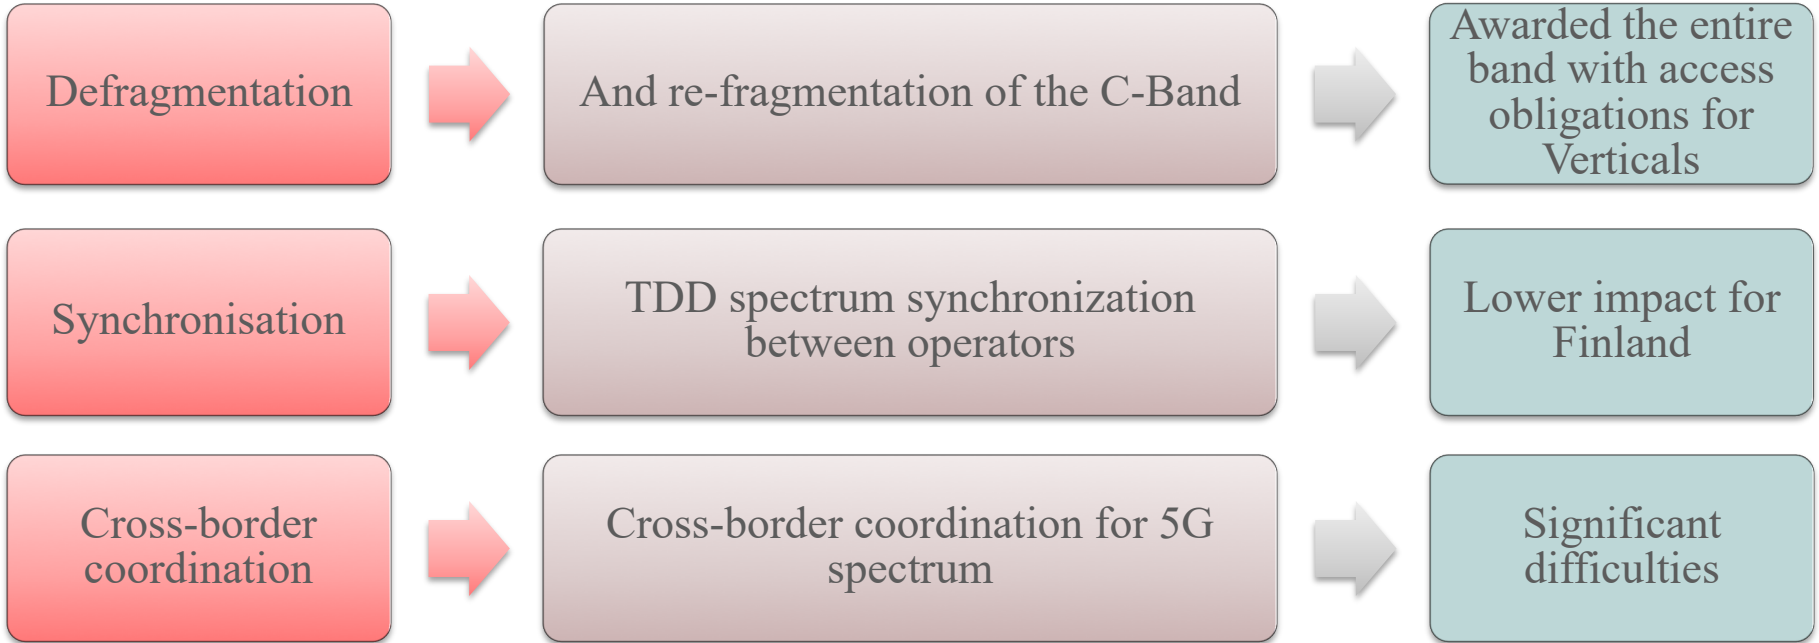 Defragmentation
And re-fragmentation of the C-Band
Awarded the entire
band with access
obligations for
Verticals
Synchronisation
TDD spectrum synchronization
between operators
Lower impact for
Finland
Cross-border
coordination
Cross-border coordination for 5G
spectrum
Significant
difficulties